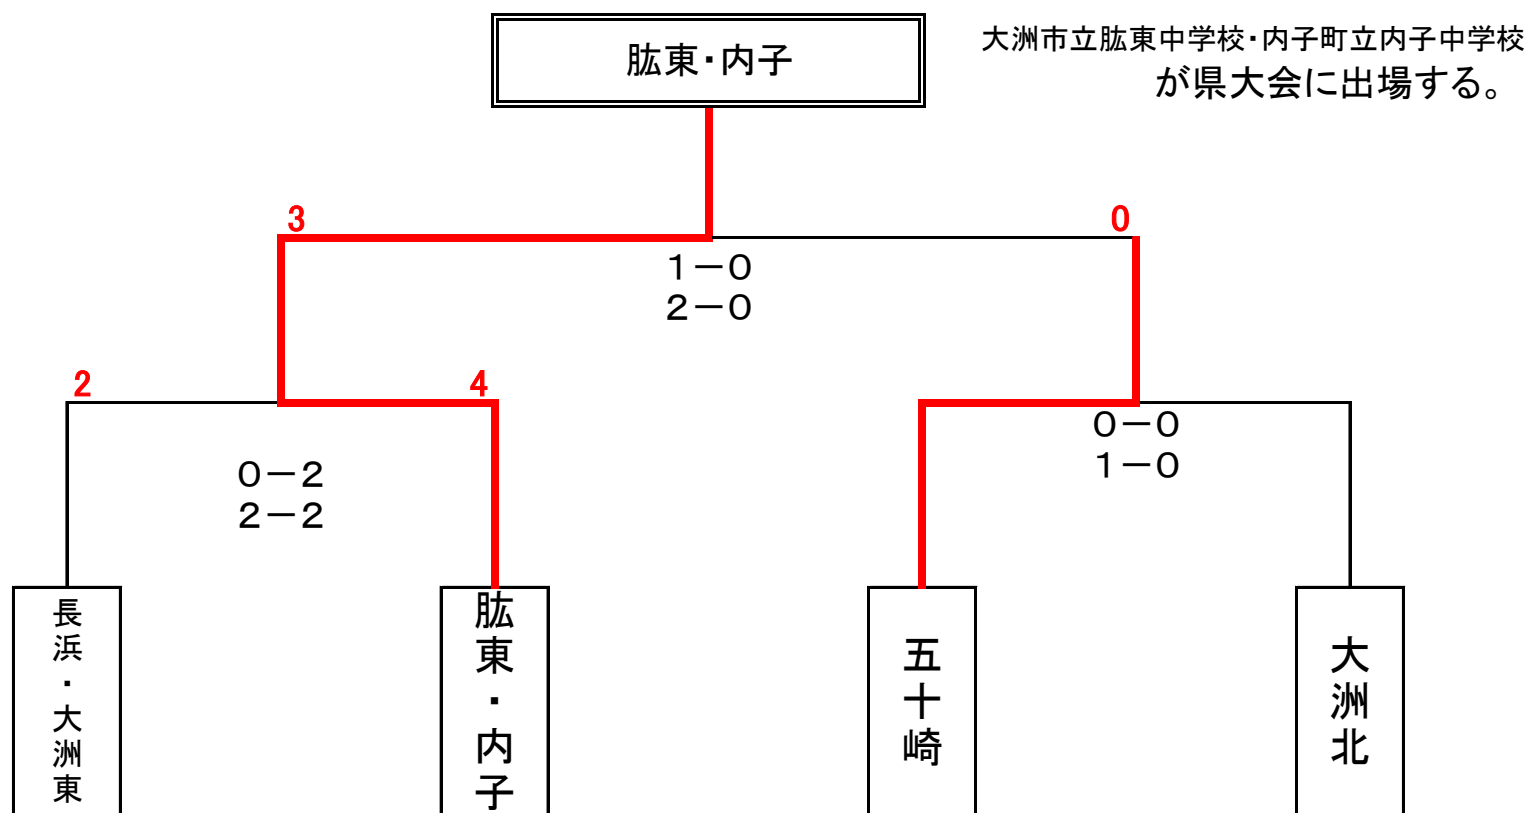 肱東・内子
大洲市立肱東中学校・内子町立内子中学校
が県大会に出場する。
3
0
1－0
2－0
2
4
0－2
2－2
0－0
1－0
長浜・大洲東
肱東・内子
五十崎
大洲北